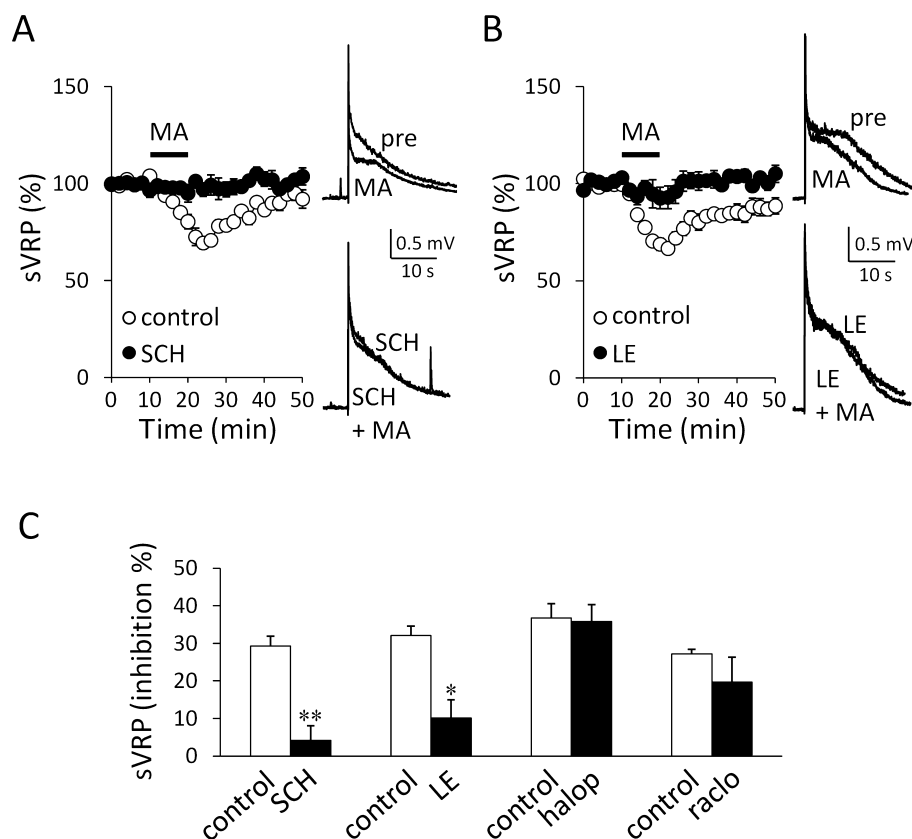 A
sVRP (%)
150
100
50
0
MA
control
SCH
0 10 20 30 40 50
Time (min)
pre
MA
0.5 mV
10 s
SCH
SCH
+ MA
B
sVRP (%)
150
100
50
0
MA
control
LE
0 10 20 30 40 50
Time (min)
pre
MA
0.5 mV
10 s
LE
LE
+ MA
C
sVRP (inhibition %)
50
40
30
20
10
0
**
*
control SCH control LE control halop control raclo